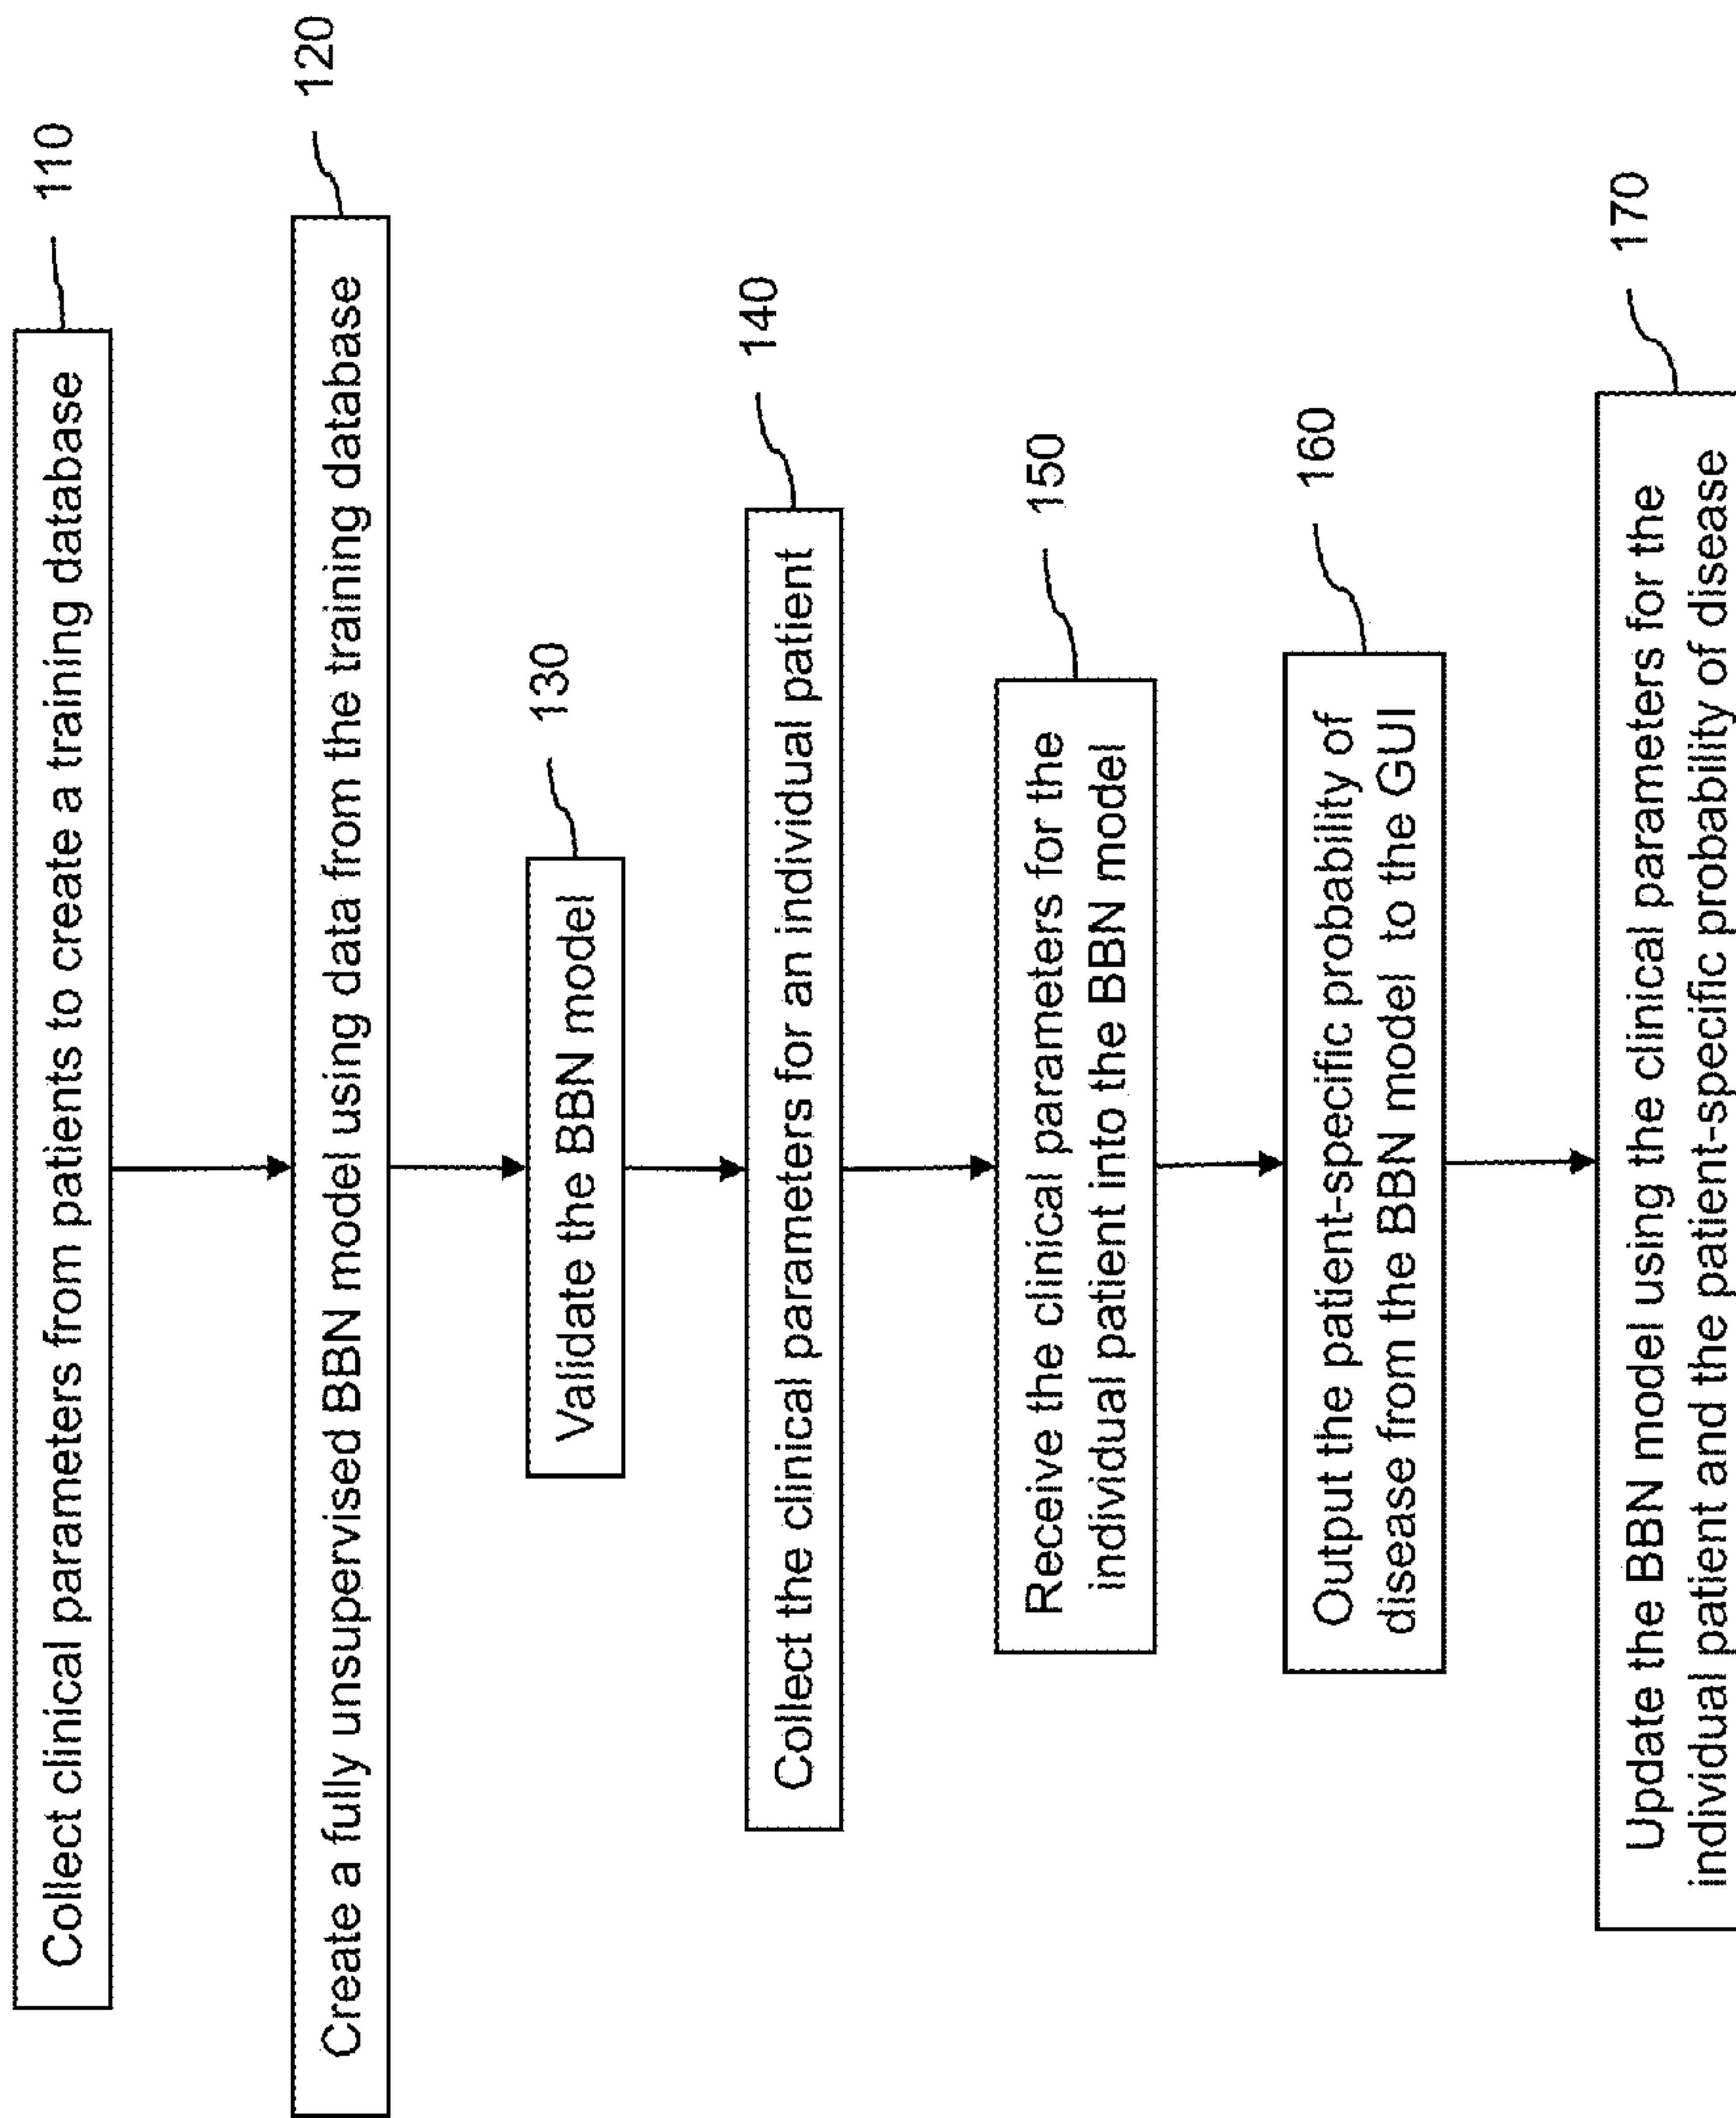 Collect clinical parameters from patients to create a training database
110
Create a fully unsupervised BBN model using data from the training database
120
Validate the BBN model
130
Collect the clinical parameters for an individual patient
140
Receive the clinical parameters for the
individual patient into the BBN model
150
Output the patient-specific probability of
disease from the BBN model to the GUI
160
Update the BBN model using the clinical parameters for the
individual patient and the patient-specific probability of disease
170